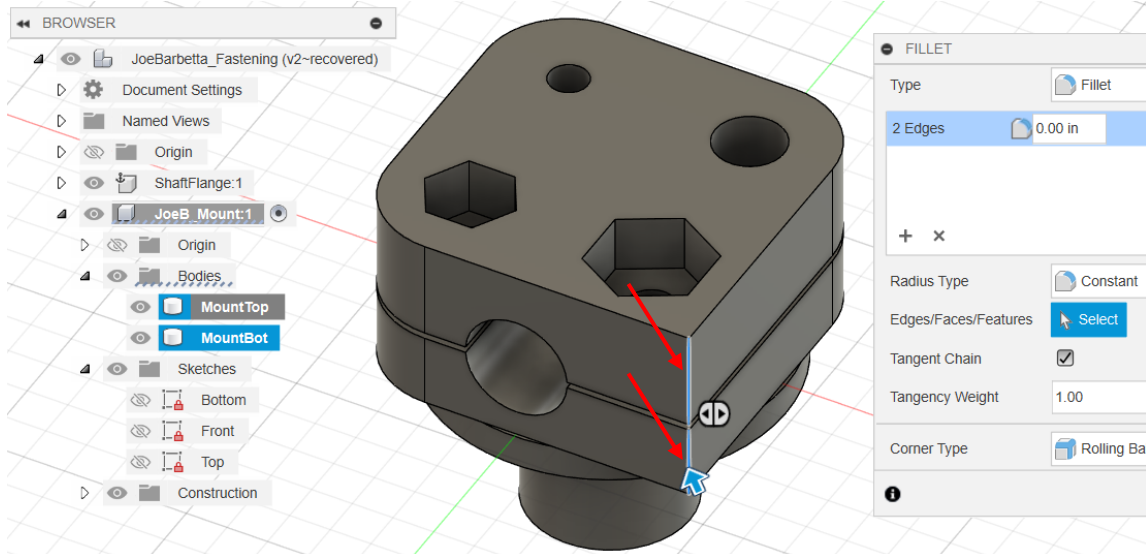 BROWSER
JoeBarbetta_Fastening (v2~recovered)
Document Settings
Named Views
Origin
ShaftFlange:1
JoeB_Mount:1
Origin
Bodies
MountTop
MountBot
Sketches
Bottom
Front
Top
Construction
FILLET
Type Fillet
2 Edges 0.00 in
Radius Type Constant
Edges/Faces/Features Select
Tangent Chain
Tangency Weight 1.00
Corner Type Rolling Ba